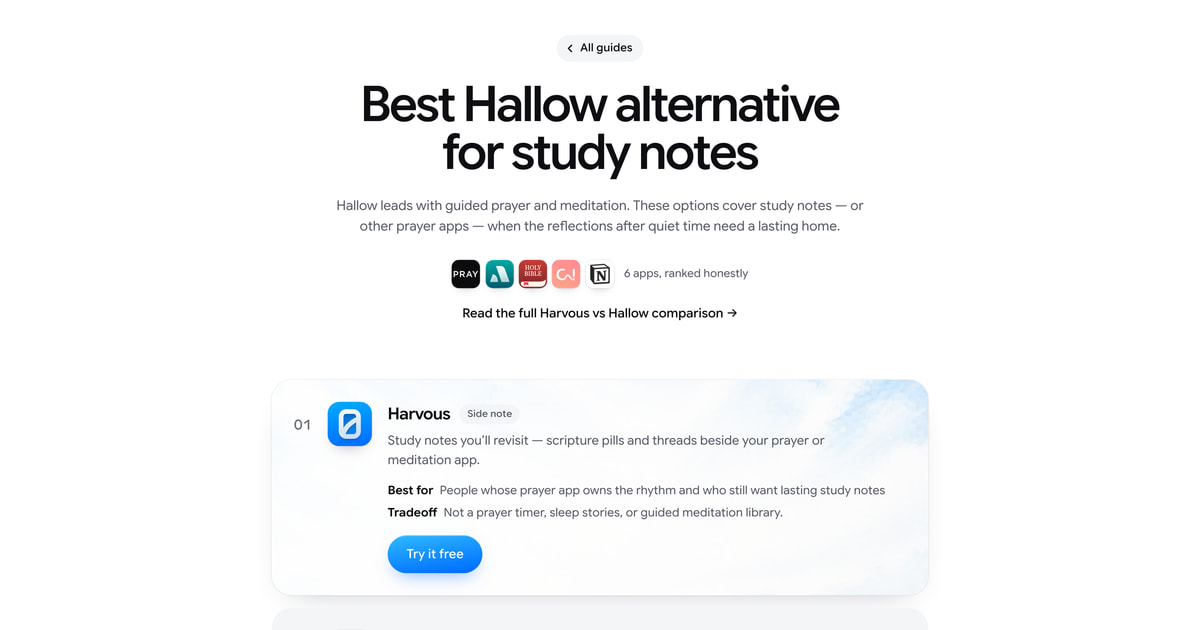 All guides
Best Hallow alternative
for study notes
Hallow leads with guided prayer and meditation. These options cover study notes — or
other prayer apps — when the reflections after quiet time need a lasting home.
PRAY
HOLY
BIBLE
N
6 apps, ranked honestly
Read the full Harvous vs Hallow comparison →
01
Harvous
Side note
Study notes you’ll revisit — scripture pills and threads beside your prayer or
meditation app.
Best for People whose prayer app owns the rhythm and who still want lasting study notes
Tradeoff Not a prayer timer, sleep stories, or guided meditation library.
Try it free